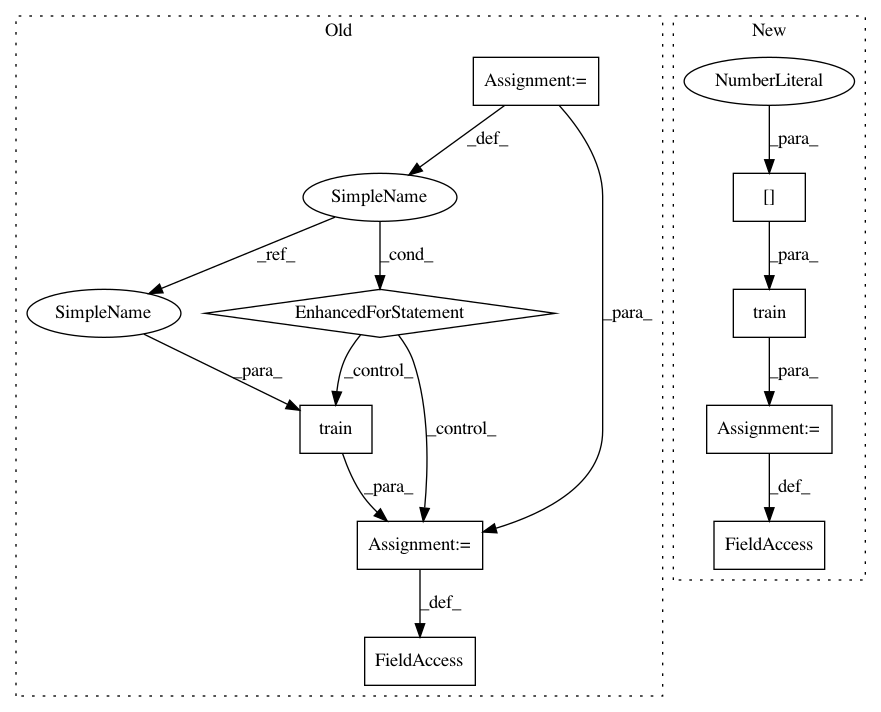 Old
New
Assignment:=
NumberLiteral
_def_
_para_
SimpleName
[]
_ref_
_cond_
_para_
_para_
SimpleName
EnhancedForStatement
train
_para_
_control_
_control_
_para_
train
Assignment:=
_para_
_def_
Assignment:=
FieldAccess
_def_
FieldAccess